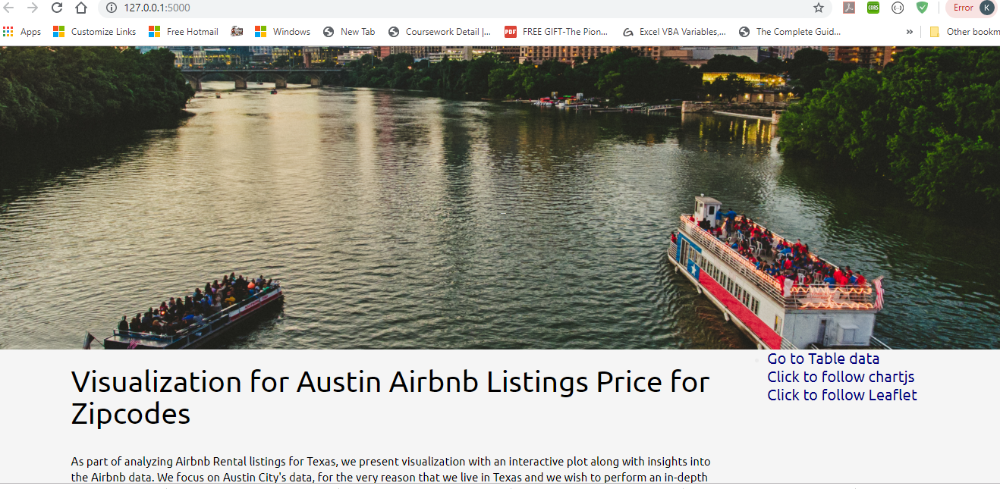 127.0.0.1:5000
CORS
Error
K
Apps
Customize Links
Free Hotmail
Windows
New Tab
Coursework Detail |...
PDF
FREE GIFT-The Pion...
Excel VBA Variables,...
The Complete Guid...
»
Other bookm
Go to Table data
Click to follow chartjs
Click to follow Leaflet
Visualization for Austin Airbnb Listings Price for
Zipcodes
As part of analyzing Airbnb Rental listings for Texas, we present visualization with an interactive plot along with insights into
the Airbnb data. We focus on Austin City's data, for the very reason that we live in Texas and we wish to perform an in-depth